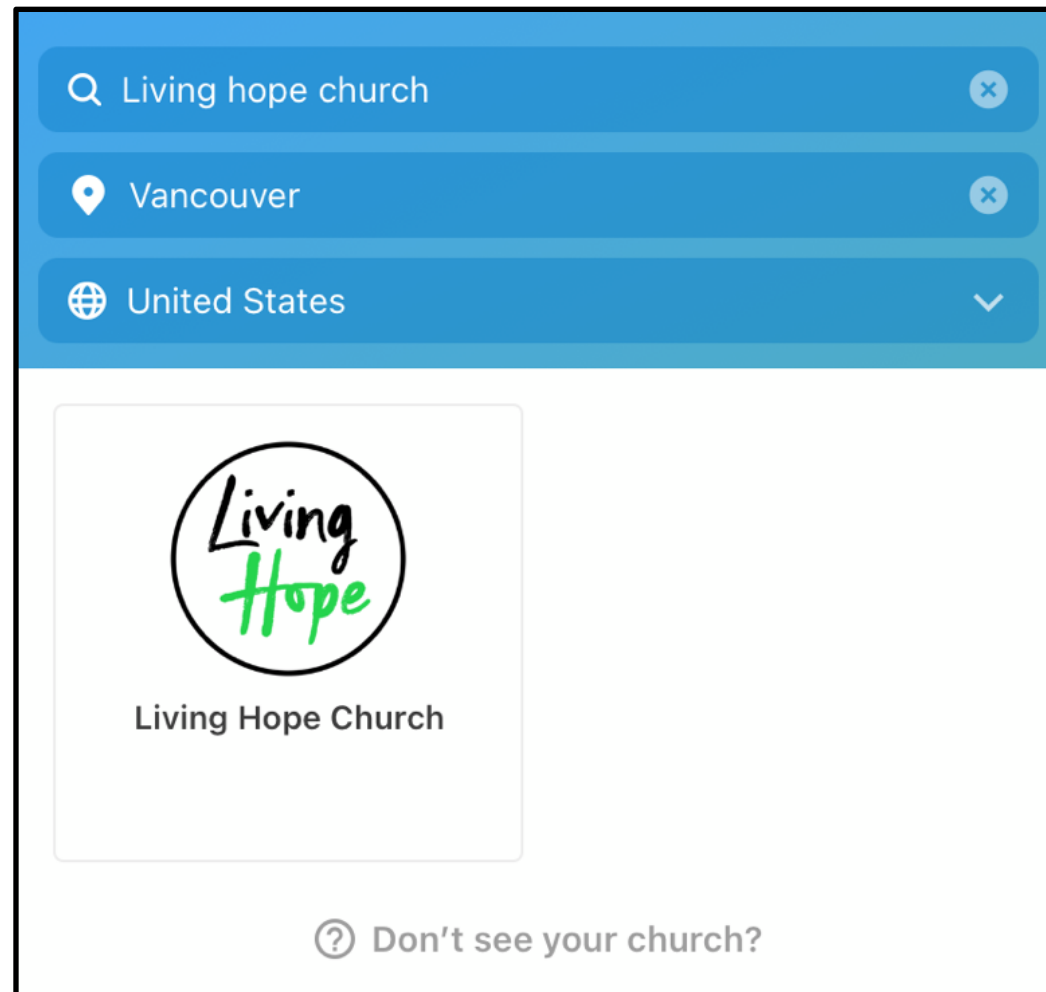 Living hope church
Vancouver
United States
Living
Hope
Living Hope Church
Don't see your church?